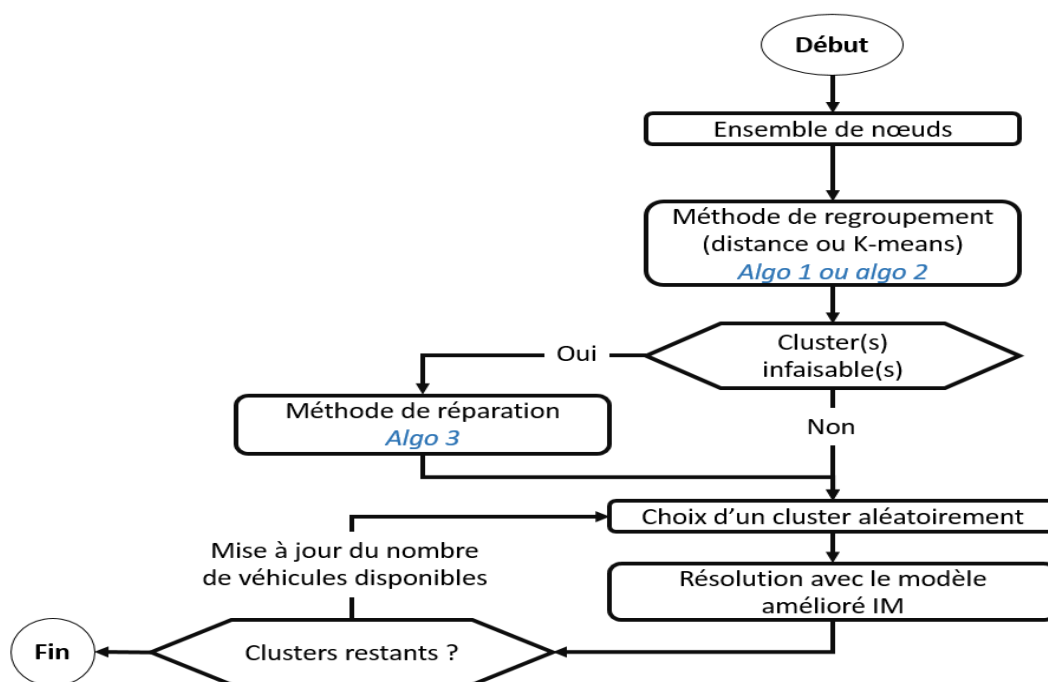 Début
Ensemble de nœuds
Méthode de regroupement
(distance ou K-means)
Algo 1 ou algo 2
Cluster(s)
infaisable(s)
Oui
Méthode de réparation
Algo 3
Non
Choix d'un cluster aléatoirement
Mise à jour du nombre
de véhicules disponibles
Résolution avec le modèle
amélioré IM
Clusters restants ?
Fin